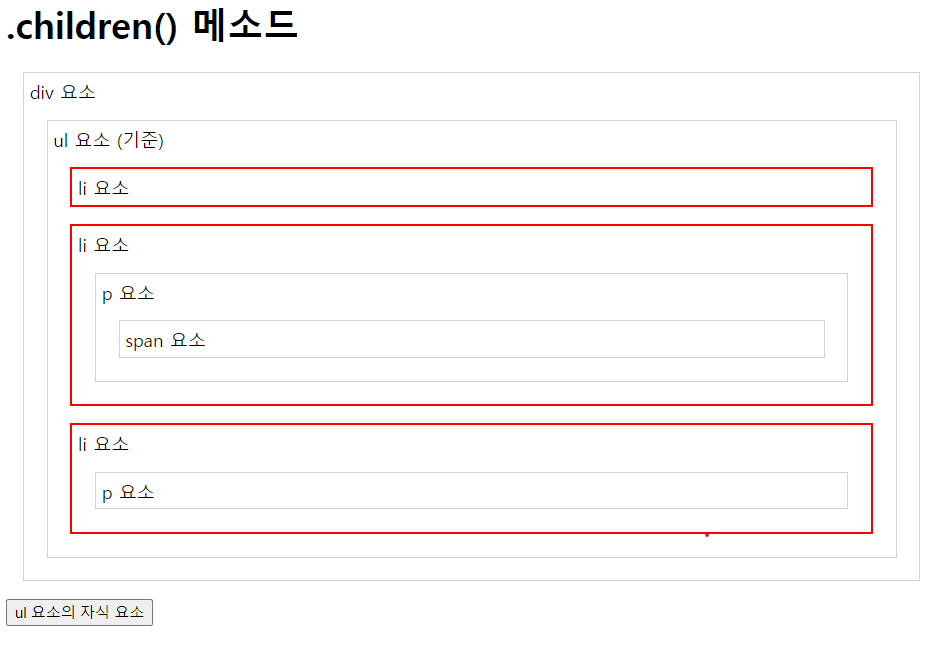 .children() 메소드
div 요소
ul 요소 (기준)
li 요소
li 요소
p 요소
span 요소
li 요소
p 요소
ul 요소의 자식 요소